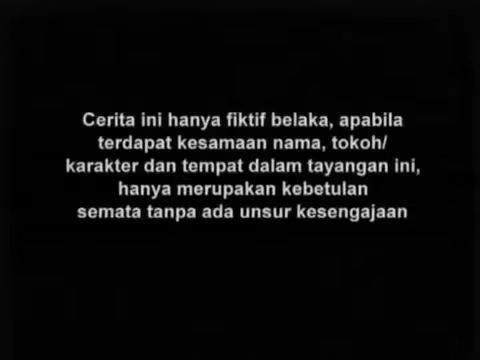 Cerita ini hanya fiktif belaka, apabila
terdapat kesamaan nama, tokoh/
karakter dan tempat dalam tayangan ini,
hanya merupakan kebetulan
semata tanpa ada unsur kesengajaan